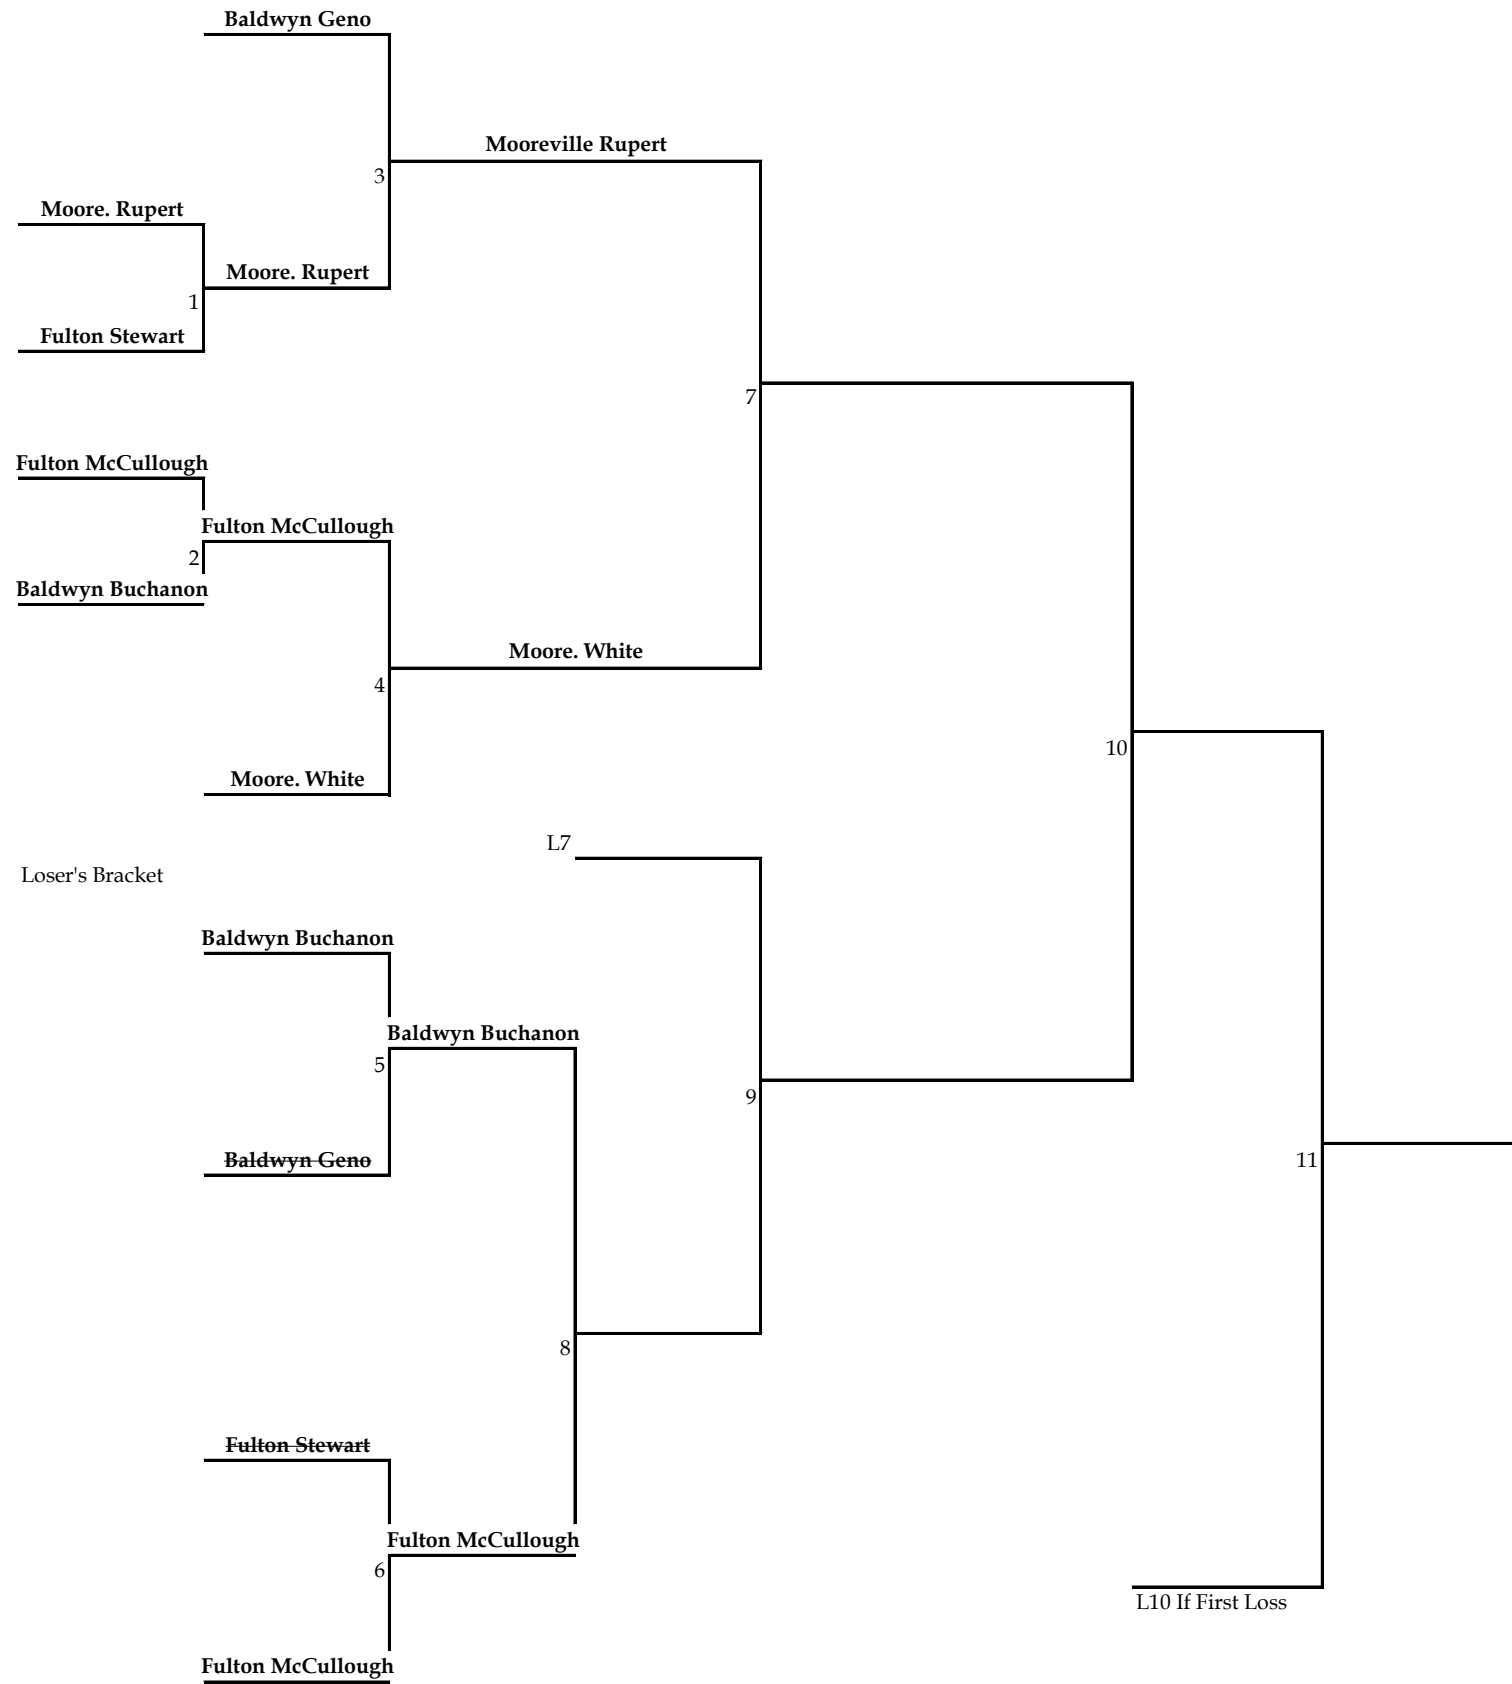 Baldwyn Geno
Mooreville Rupert
3
Moore. Rupert
Moore. Rupert
1
Fulton Stewart
7
Fulton McCullough
Fulton McCullough
2
Baldwyn Buchanon
Moore. White
4
10
Moore. White
L7
Loser's Bracket
Baldwyn Buchanon
Baldwyn Buchanon
5
9
Baldwyn Geno
11
8
Fulton Stewart
Fulton McCullough
6
L10 If First Loss
Fulton McCullough